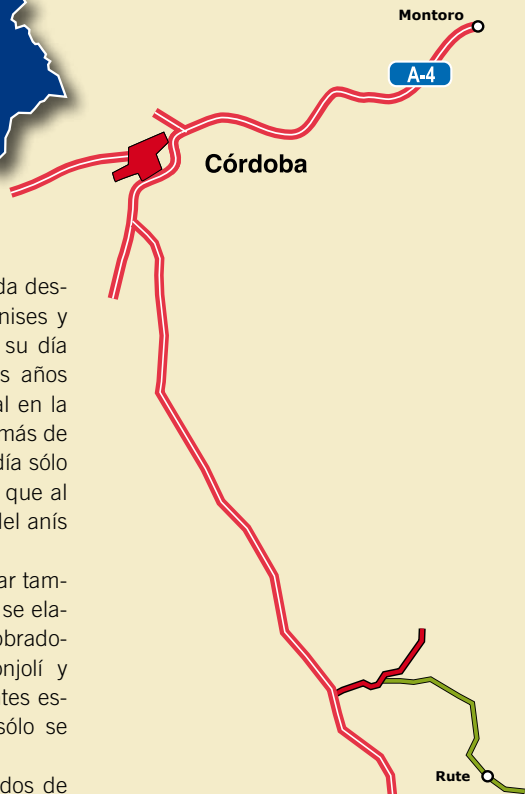 Montoro
A-4
Córdoba
da des-
nises y
su día
s años
al en la
más de
día sólo
que al
del anís
ar tam-
se ela-
obrado-
onjolí y
ntes es-
sólo se
dos de
Rute